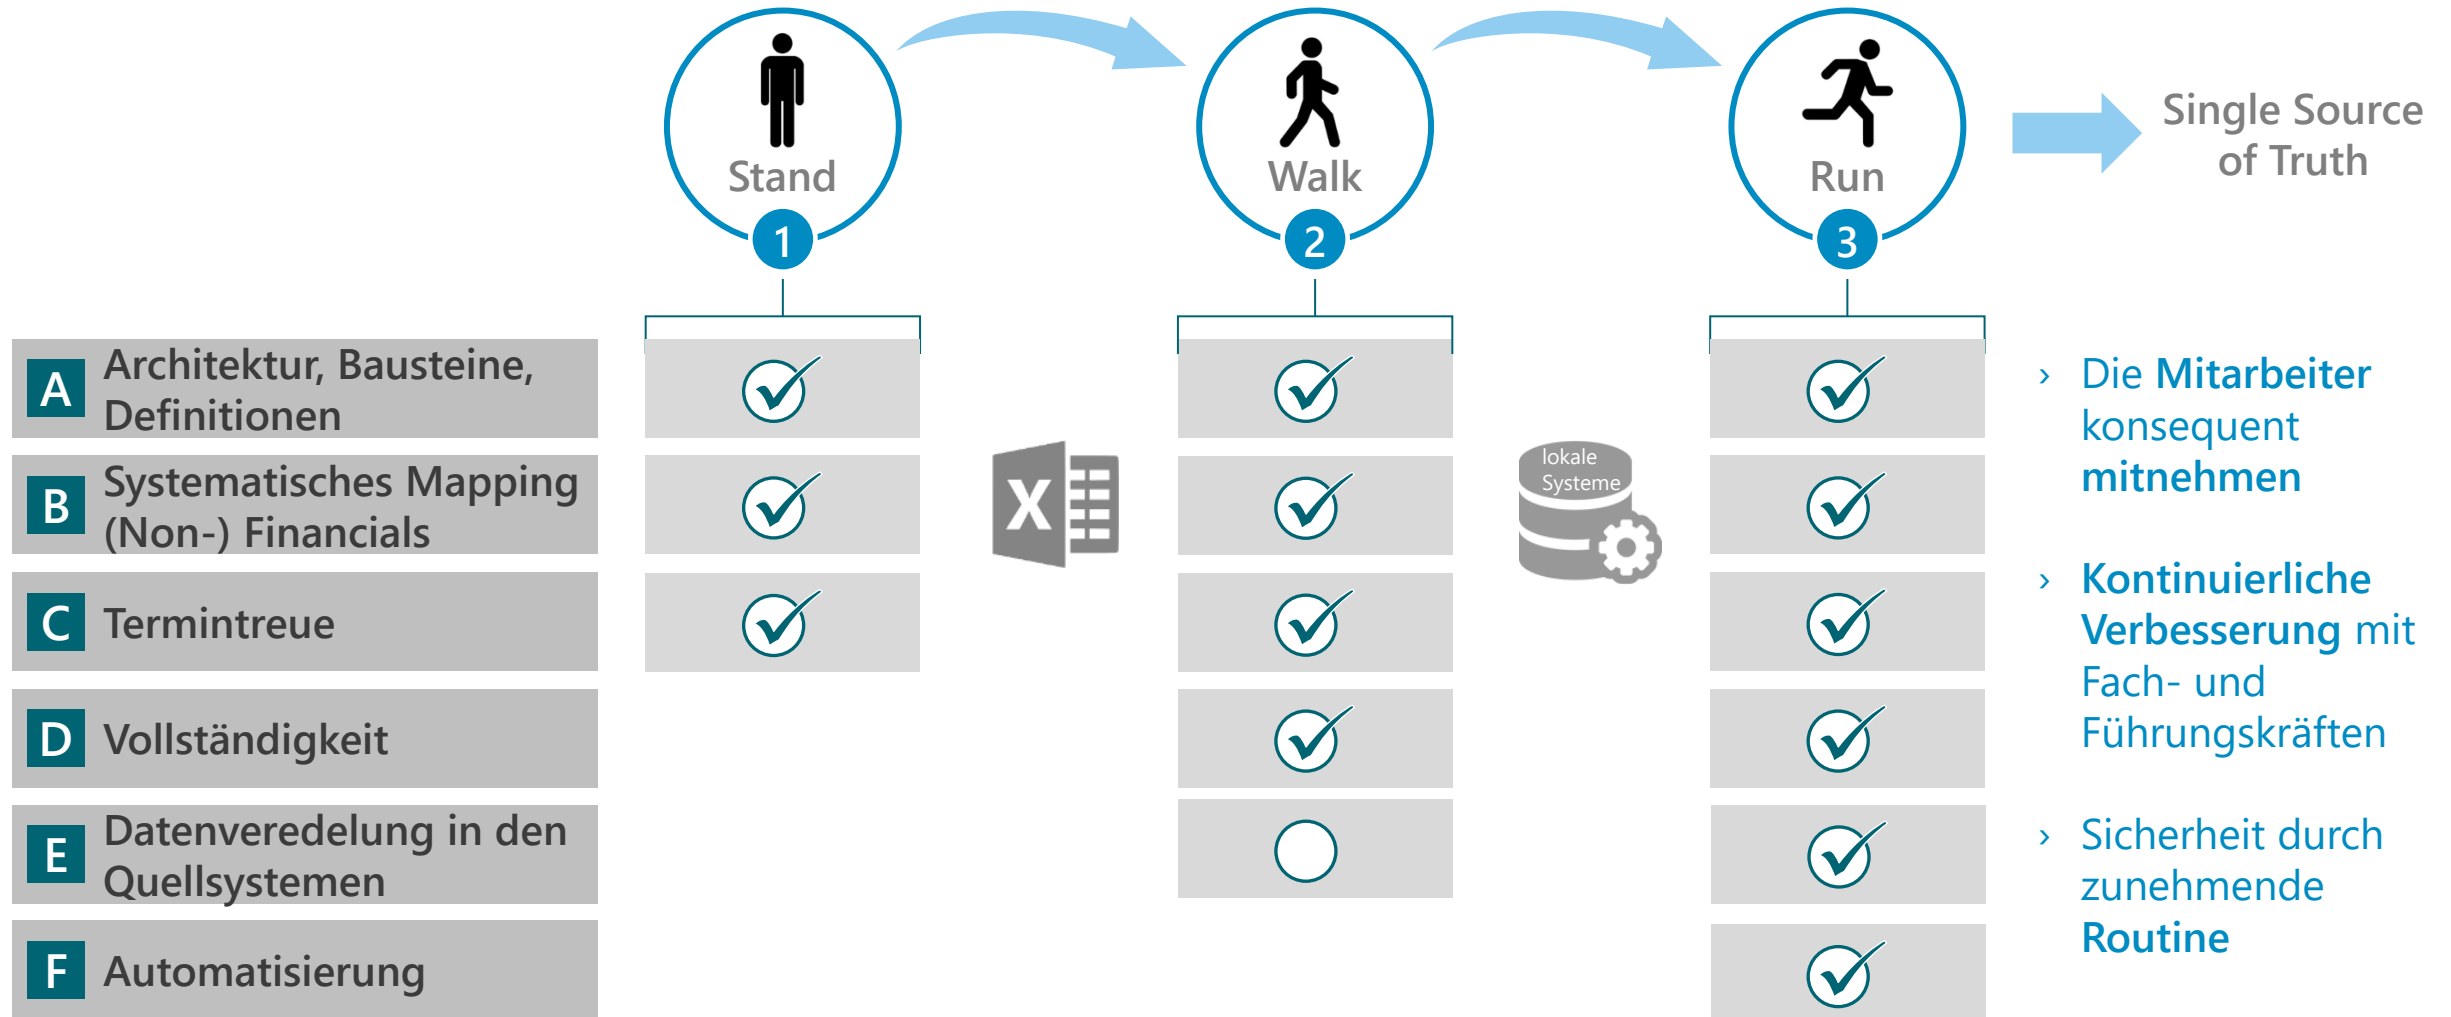 Stand
1
Walk
2
Run
3
Single Source
of Truth
A
Architektur, Bausteine,
Definitionen
B
Systematisches Mapping
(Non-) Financials
C
Termintreue
D
Vollständigkeit
E
Datenveredelung in den
Quellsystemen
F
Automatisierung
X
lokale
Systeme
› Die Mitarbeiter
konsequent
mitnehmen
› Kontinuierliche
Verbesserung mit
Fach- und
Führungskräften
› Sicherheit durch
zunehmende
Routine